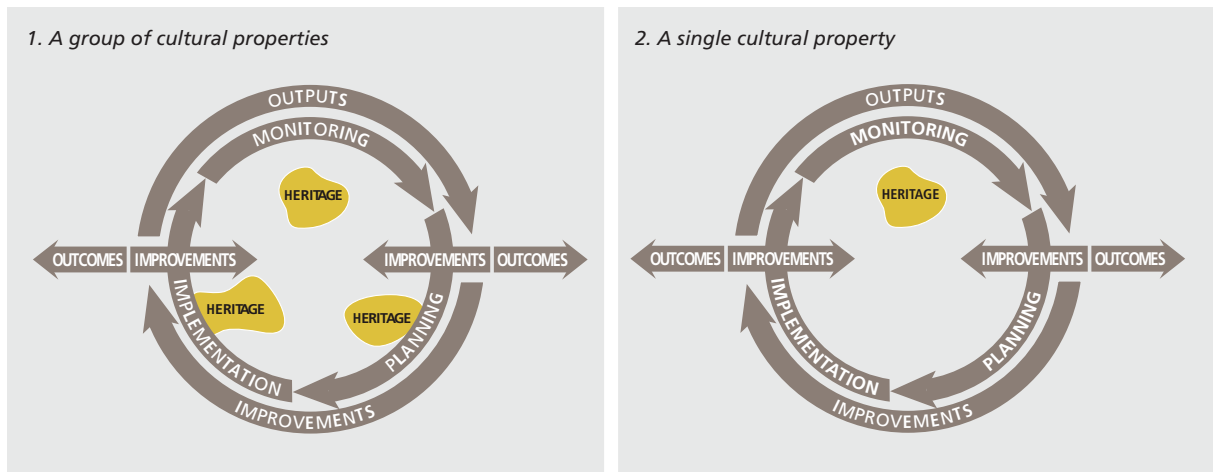 1. A group of cultural properties
OUTPUTS
MONITORING
HERITAGE
OUTCOMES IMPROVEMENTS
IMPROVEMENTS OUTCOMES
HERITAGE
HERITAGE
IMPLEMENTATION
PLANNING
IMPROVEMENTS
2. A single cultural property
OUTPUTS
MONITORING
HERITAGE
OUTCOMES IMPROVEMENTS
IMPROVEMENTS OUTCOMES
IMPLEMENTATION
PLANNING
IMPROVEMENTS